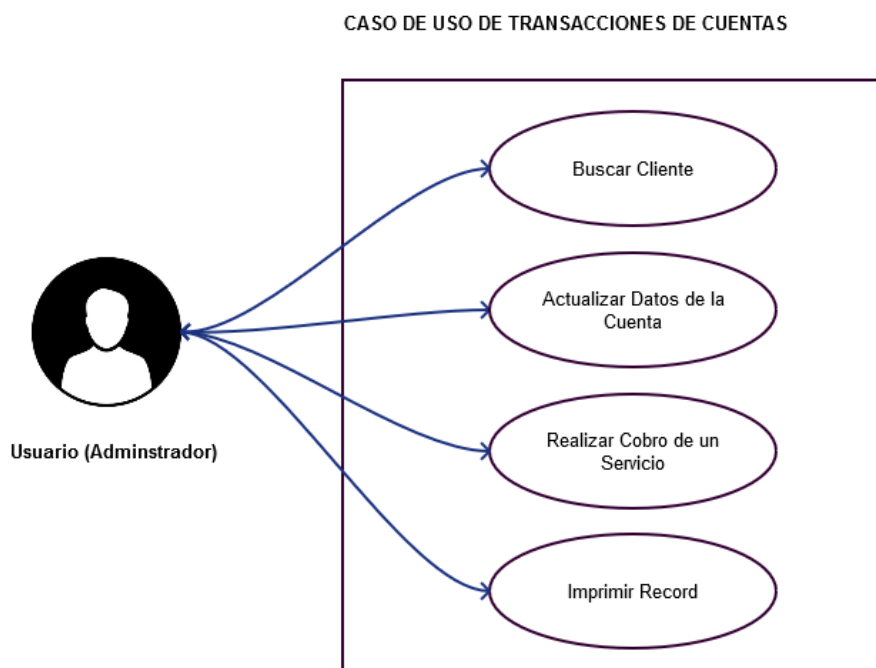 CASO DE USO DE TRANSACCIONES DE CUENTAS
Buscar Cliente
Actualizar Datos de la
Cuenta
Realizar Cobro de un
Servicio
Imprimir Record
Usuario (Adminstrador)